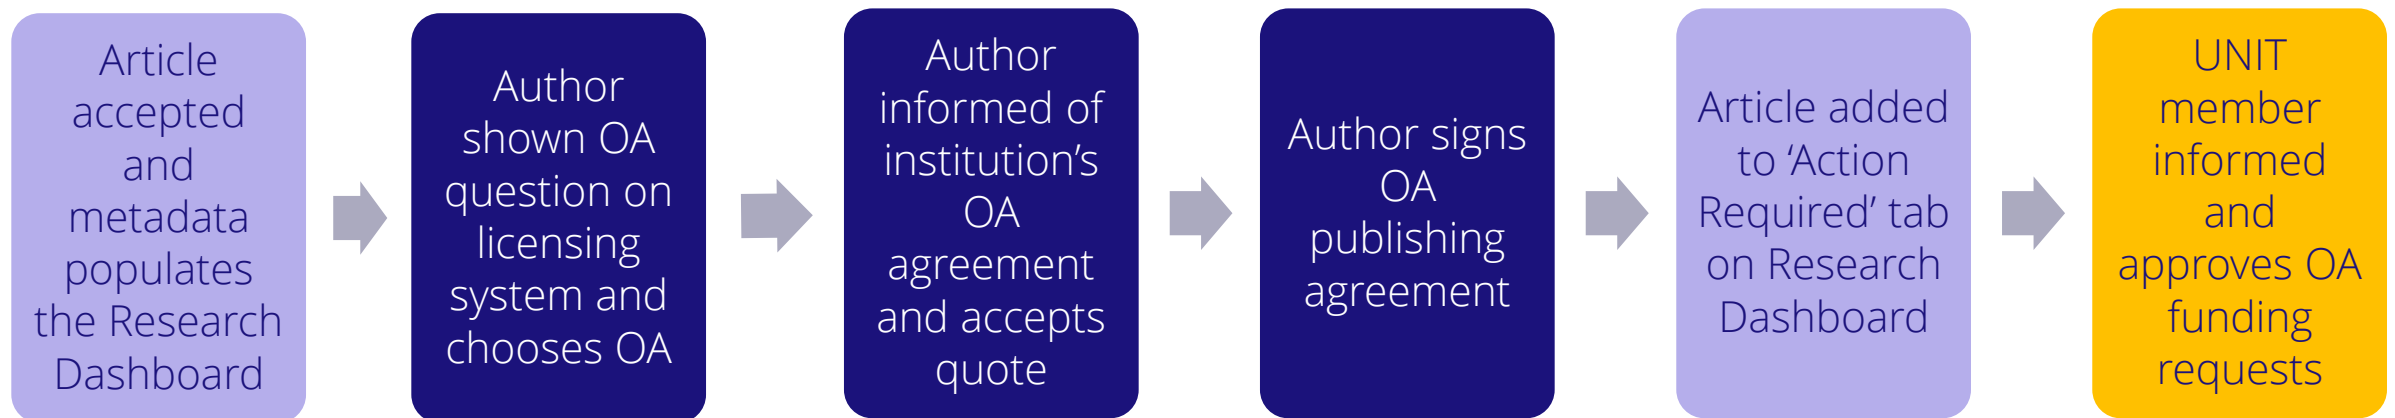 Article
accepted
and
metadata
populates
the Research
Dashboard
Author
shown OA
question on
licensing
system and
chooses OA
Author
informed of
institution’s
OA
agreement
and accepts
quote
Author signs
OA
publishing
agreement
Article added
to ‘Action
Required’ tab
on Research
Dashboard
UNIT
member
informed
and
approves OA
funding
requests